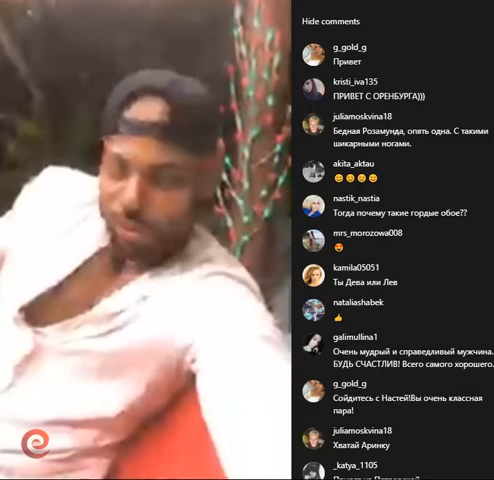 Hide comments
g_gold_g
Привет
kristi_iva135
ПРИВЕТ С ОРЕНБУРГА)))
juliamoskvina18
Бедная Розамунда, опять одна. С такими
шикарными ногами.
akita_aktau
😊😊😊😊
nastik_nastia
Тогда почему такие гордые обое??
mrs_morozowa008
😍
kamila05051
Ты Дева или Лев
nataliashabek
👍
galimullina1
Очень мудрый и справедливый мужчина.
БУДЬ СЧАСТЛИВ! Всего самого хорошего.
g_gold_g
Сойдитесь с Настей!Вы очень классная
пара!
juliamoskvina18
Хватай Аринку
_katya_1105